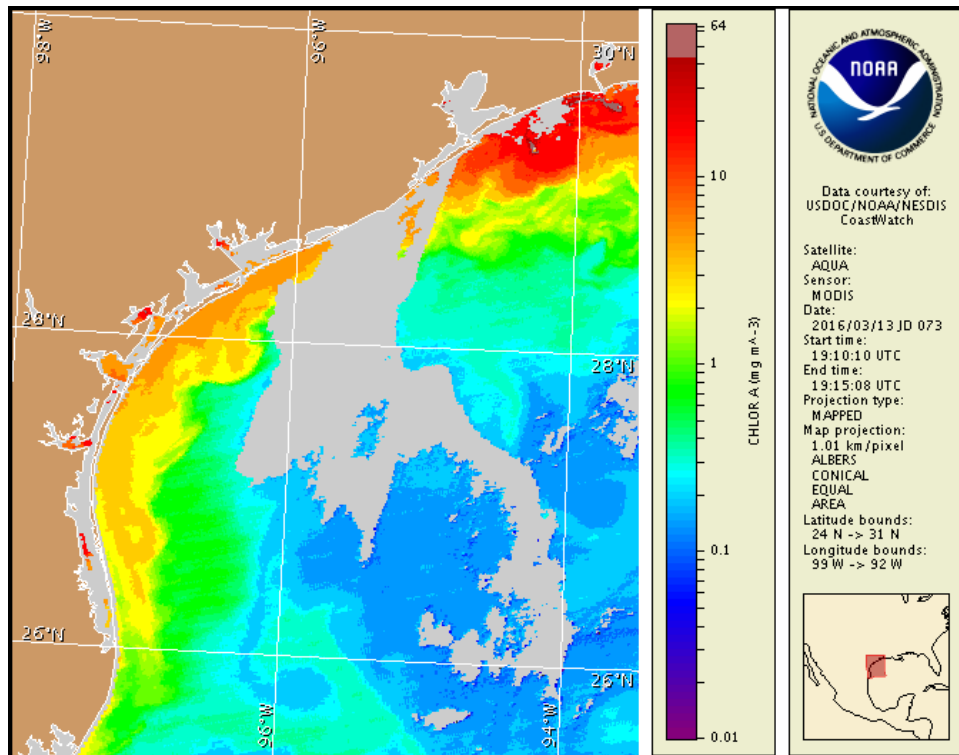 98°W
96°W
30°N
28°N
28°N
26°N
26°N
96°W
94°W
64
10
1
0.1
0.01
CHLOR A (mg m^-3)
NATIONAL OCEANIC AND ATMOSPHERIC ADMINISTRATION
NOAA
U.S. DEPARTMENT OF COMMERCE
Data courtesy of:
USDOC/NOAA/NESDIS
CoastWatch
Satellite:
AQUA
Sensor:
MODIS
Date:
2016/03/13 JD 073
Start time:
19:10:10 UTC
End time:
19:15:08 UTC
Projection type:
MAPPED
Map projection:
1.01 km/pixel
ALBERS
CONICAL
EQUAL
AREA
Latitude bounds:
24 N -> 31 N
Longitude bounds:
99 W -> 92 W